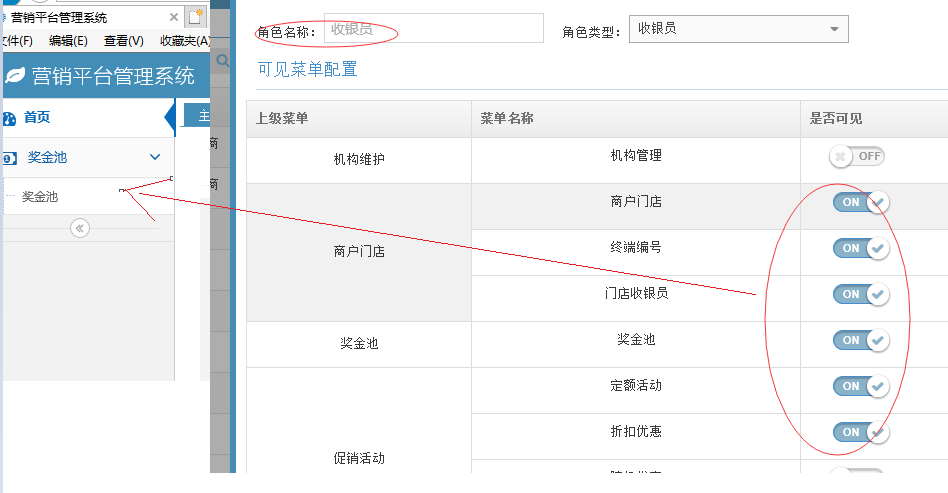 营销平台管理系统
文件(F) 编辑(E) 查看(V) 收藏夹(A)
营销平台管理系统
首页
主
奖金池
商
商
奖金池
角色名称： 收银员 角色类型： 收银员
可见菜单配置
上级菜单 菜单名称 是否可见
机构维护 机构管理 OFF
商户门店 ON
商户门店
终端编号 ON
门店收银员 ON
奖金池 奖金池 ON
定额活动 ON
折扣优惠 ON
促销活动